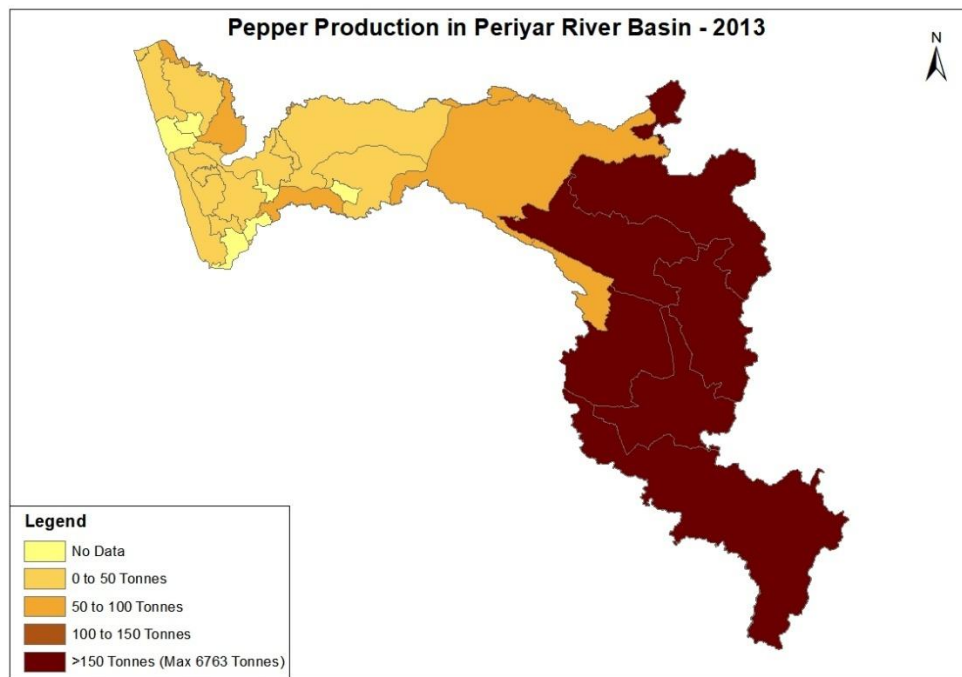 Pepper Production in Periyar River Basin - 2013
N
Legend
No Data
0 to 50 Tonnes
50 to 100 Tonnes
100 to 150 Tonnes
>150 Tonnes (Max 6763 Tonnes)